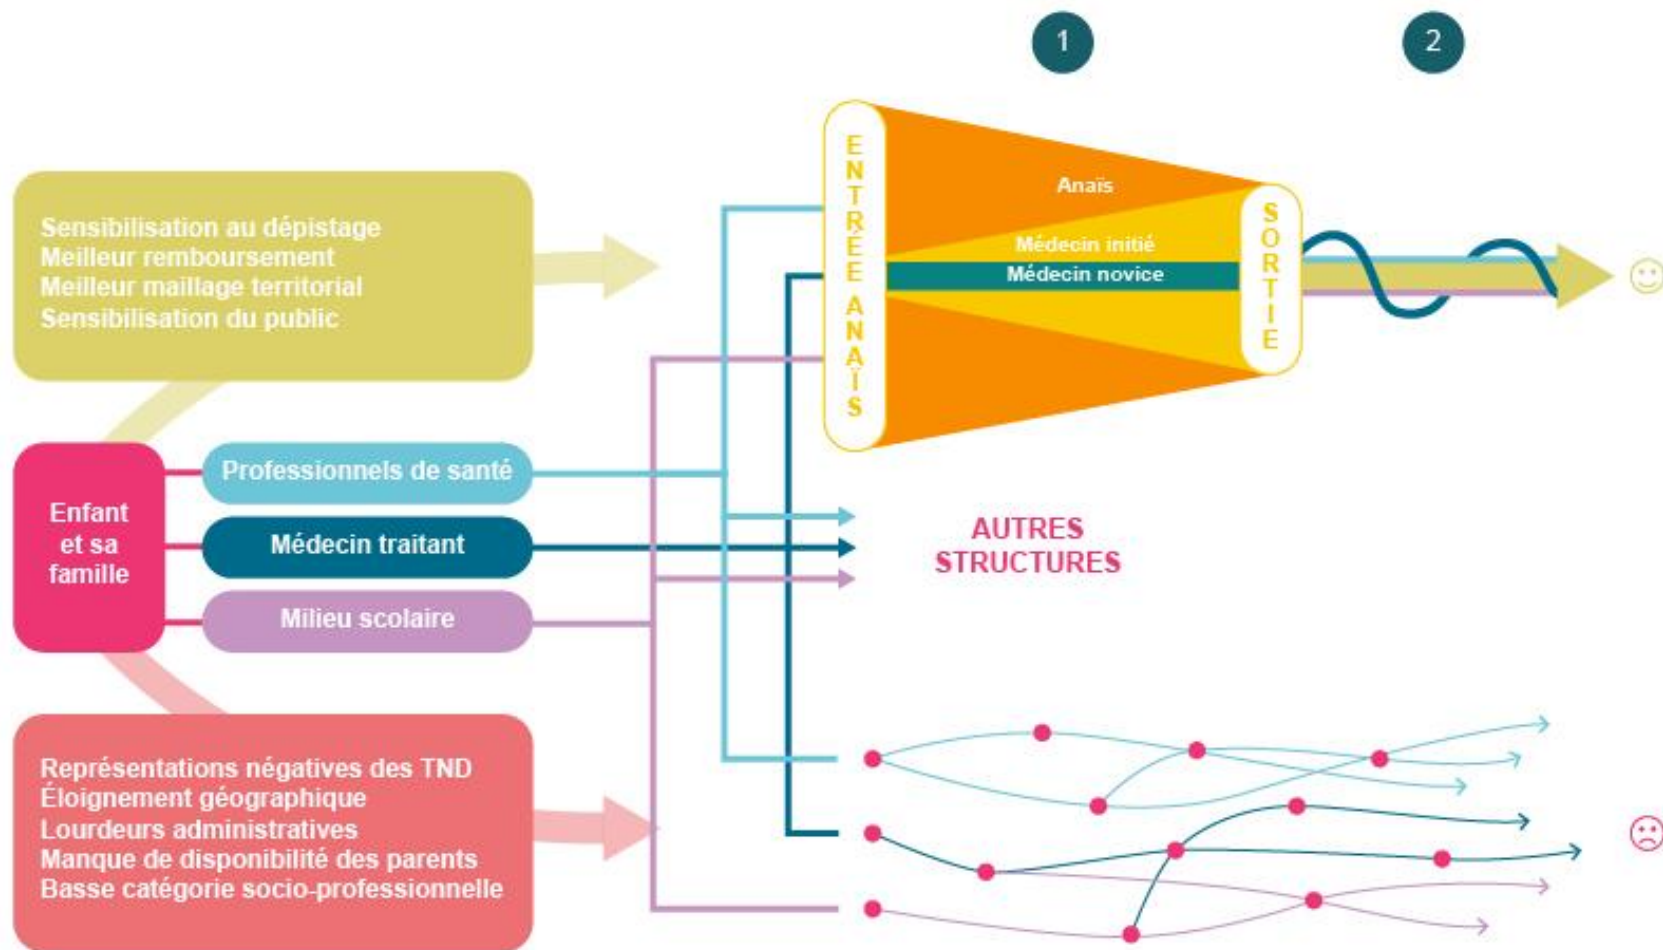 1
2
ENTRÉE ANAÏS
Anaïs
Médecin initié
Médecin novice
SORTIE
Sensibilisation au dépistage
Meilleur remboursement
Meilleur maillage territorial
Sensibilisation du public
Enfant
et sa
famille
Professionnels de santé
Médecin traitant
Milieu scolaire
AUTRES
STRUCTURES
Représentations négatives des TND
Éloignement géographique
Lourdeurs administratives
Manque de disponibilité des parents
Basse catégorie socio-professionnelle